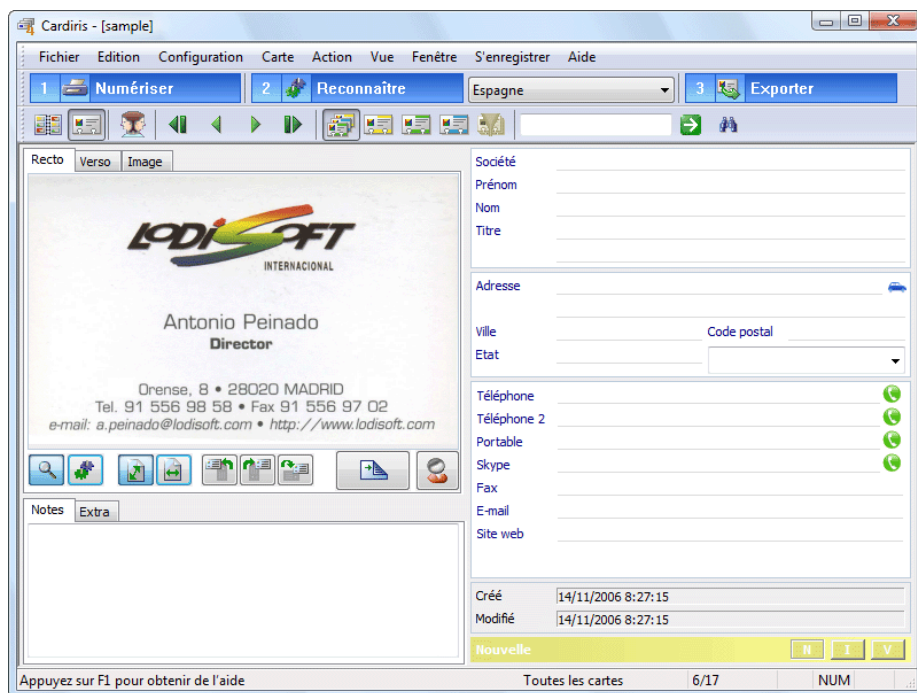 Cardiris - [sample]
Fichier Edition Configuration Carte Action Vue Fenêtre S'enregistrer Aide
1 Numériser 2 Reconnaître Espagne 3 Exporter
Recto Verso Image
LODISOFT
INTERNACIONAL
Antonio Peinado
Director
Orense, 8 • 28020 MADRID
Tel. 91 556 98 58 • Fax 91 556 97 02
e-mail: a.peinado@lodisoft.com • http://www.lodisoft.com
Notes Extra
Société
Prénom
Nom
Titre
Adresse
Ville Code postal
Etat
Téléphone
Téléphone 2
Portable
Skype
Fax
E-mail
Site web
Créé 14/11/2006 8:27:15
Modifié 14/11/2006 8:27:15
Nouvelle N I V
Appuyez sur F1 pour obtenir de l'aide Toutes les cartes 6/17 NUM